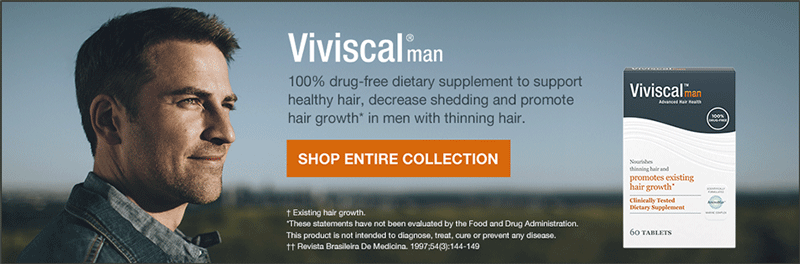 Viviscal® man
100% drug-free dietary supplement to support
healthy hair, decrease shedding and promote
hair growth* in men with thinning hair.
SHOP ENTIRE COLLECTION
† Existing hair growth.
*These statements have not been evaluated by the Food and Drug Administration.
This product is not intended to diagnose, treat, cure or prevent any disease.
†† Revista Brasileira De Medicina. 1997;54(3):144-149
Viviscal™ man
Advanced Hair Health
100%
DRUG-FREE
Nourishes
thinning hair and
promotes existing
hair growth*
Clinically Tested
Dietary Supplement
60 TABLETS